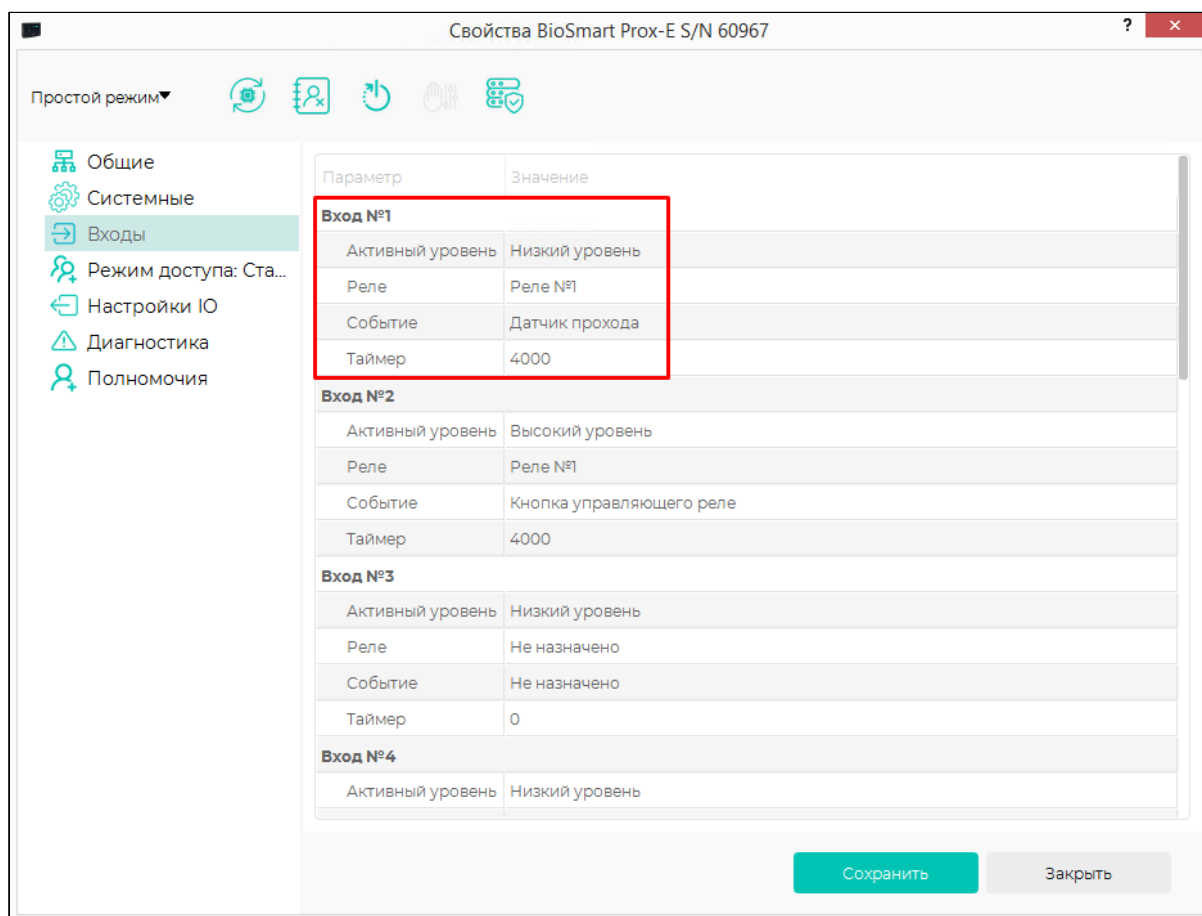 Свойства BioSmart Prox-E S/N 60967
? ×
Простой режим▼
Общие
Системные
Входы
Режим доступа: Ста...
Настройки IO
Диагностика
Полномочия
Параметр Значение
Вход №1
Активный уровень Низкий уровень
Реле Реле №1
Событие Датчик прохода
Таймер 4000
Вход №2
Активный уровень Высокий уровень
Реле Реле №1
Событие Кнопка управляющего реле
Таймер 4000
Вход №3
Активный уровень Низкий уровень
Реле Не назначено
Событие Не назначено
Таймер 0
Вход №4
Активный уровень Низкий уровень
Сохранить Закрыть